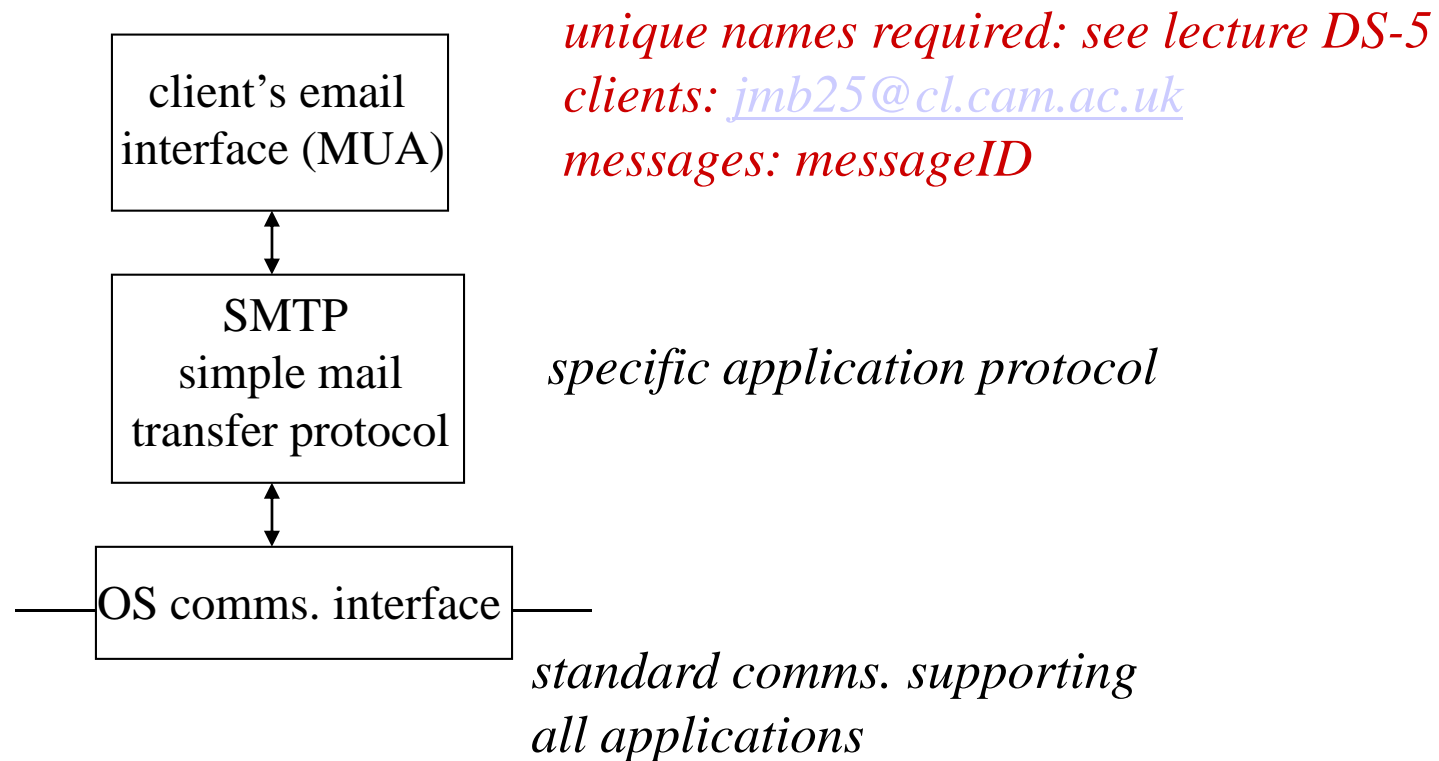 client's email
interface (MUA)
unique names required: see lecture DS-5
clients: jmb25@cl.cam.ac.uk
messages: messageID
SMTP
simple mail
transfer protocol
specific application protocol
OS comms. interface
standard comms. supporting
all applications